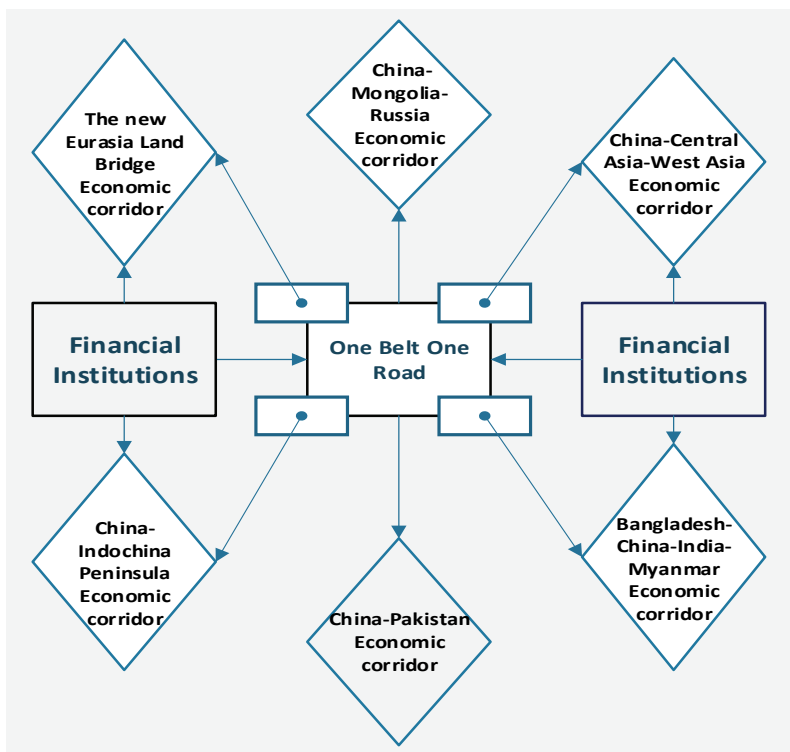 The new
Eurasia Land
Bridge
Economic
corridor
China-
Mongolia-
Russia
Economic
corridor
China-Central
Asia-West Asia
Economic
corridor
Financial
Institutions
One Belt One
Road
Financial
Institutions
China-
Indochina
Peninsula
Economic
corridor
China-Pakistan
Economic
corridor
Bangladesh-
China-India-
Myanmar
Economic
corridor